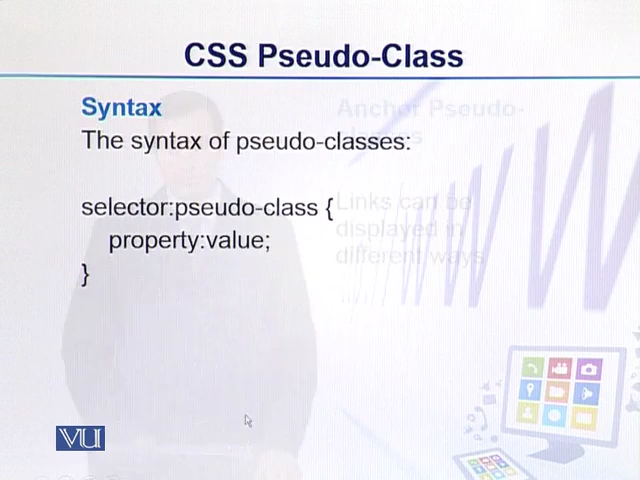 CSS Pseudo-Class
Syntax
The syntax of pseudo-classes:
selector:pseudo-class {
property:value;
}
Anchor Pseudo-
Links can be
displayed in
different ways
VU